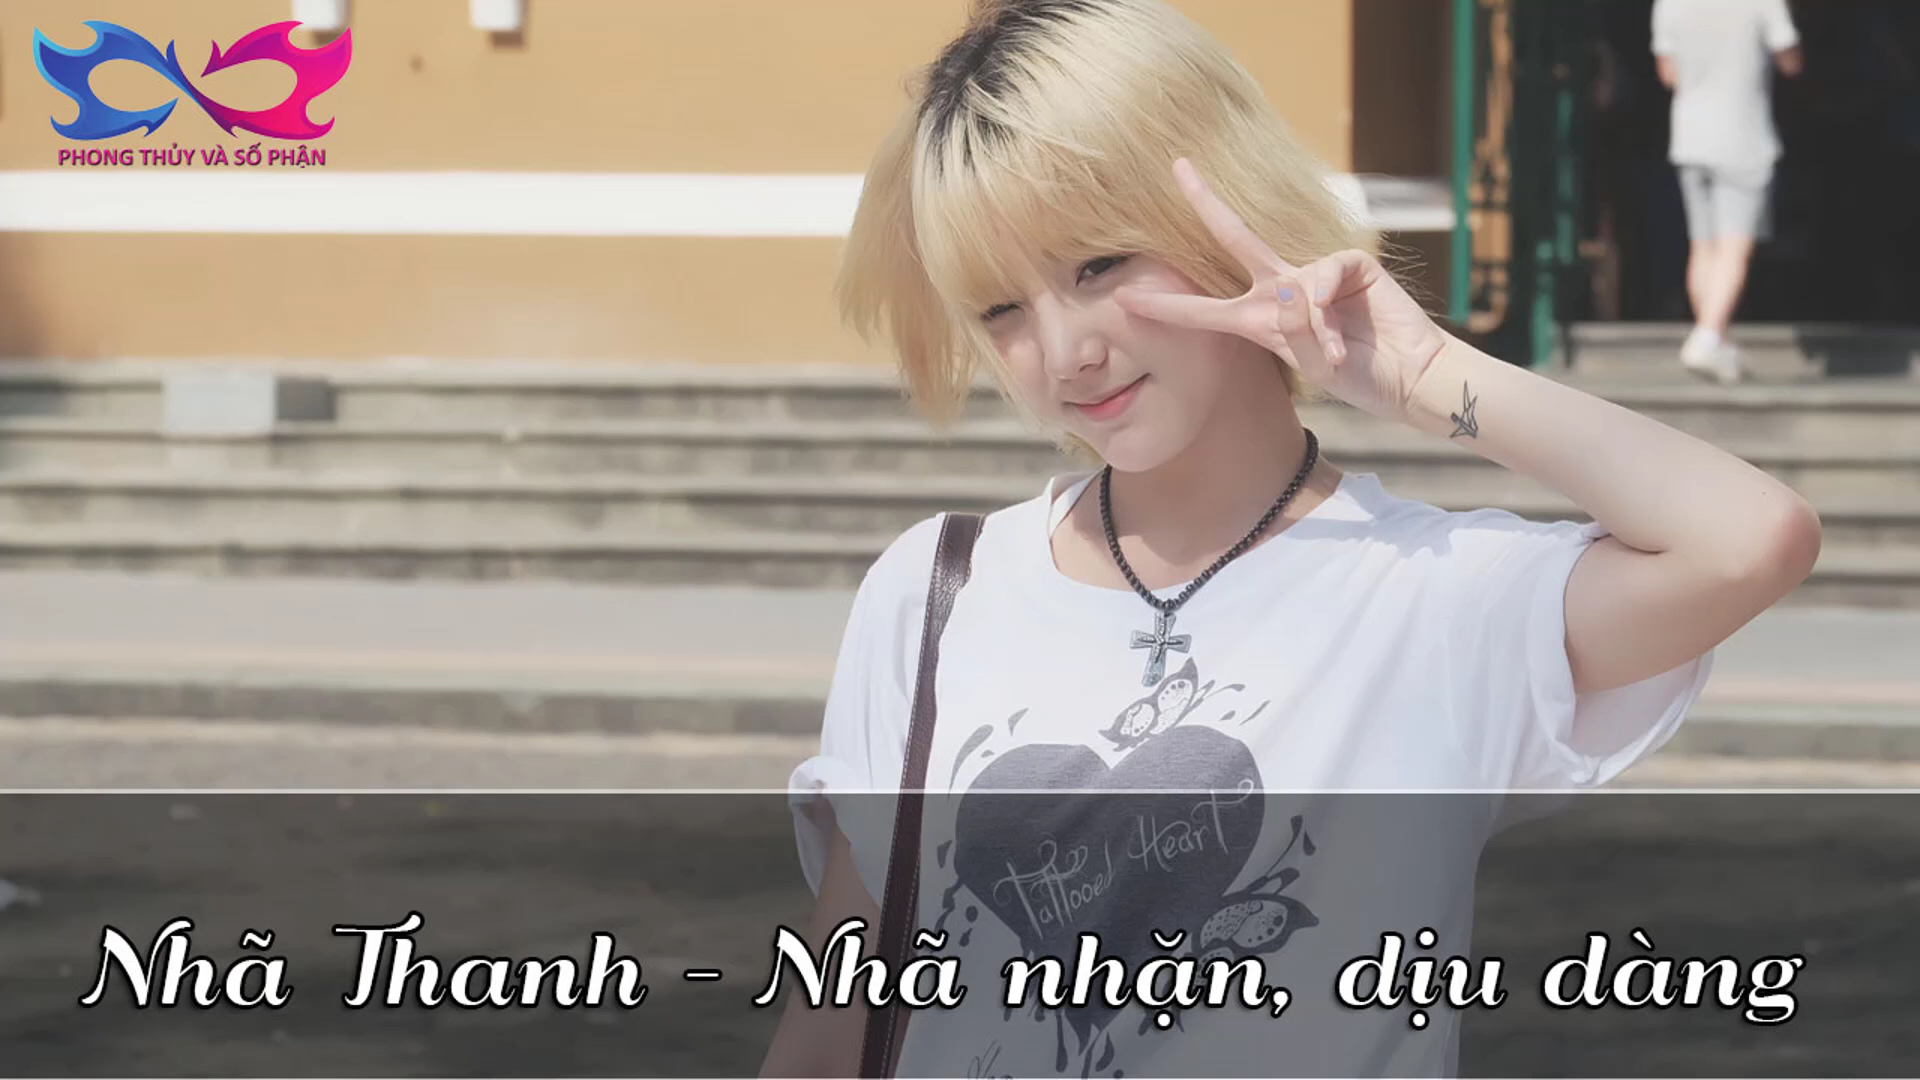 PHONG THỦY VÀ SỐ PHẬN
Tattooed Heart
Nhã Thanh - Nhã nhặn, dịu dàng